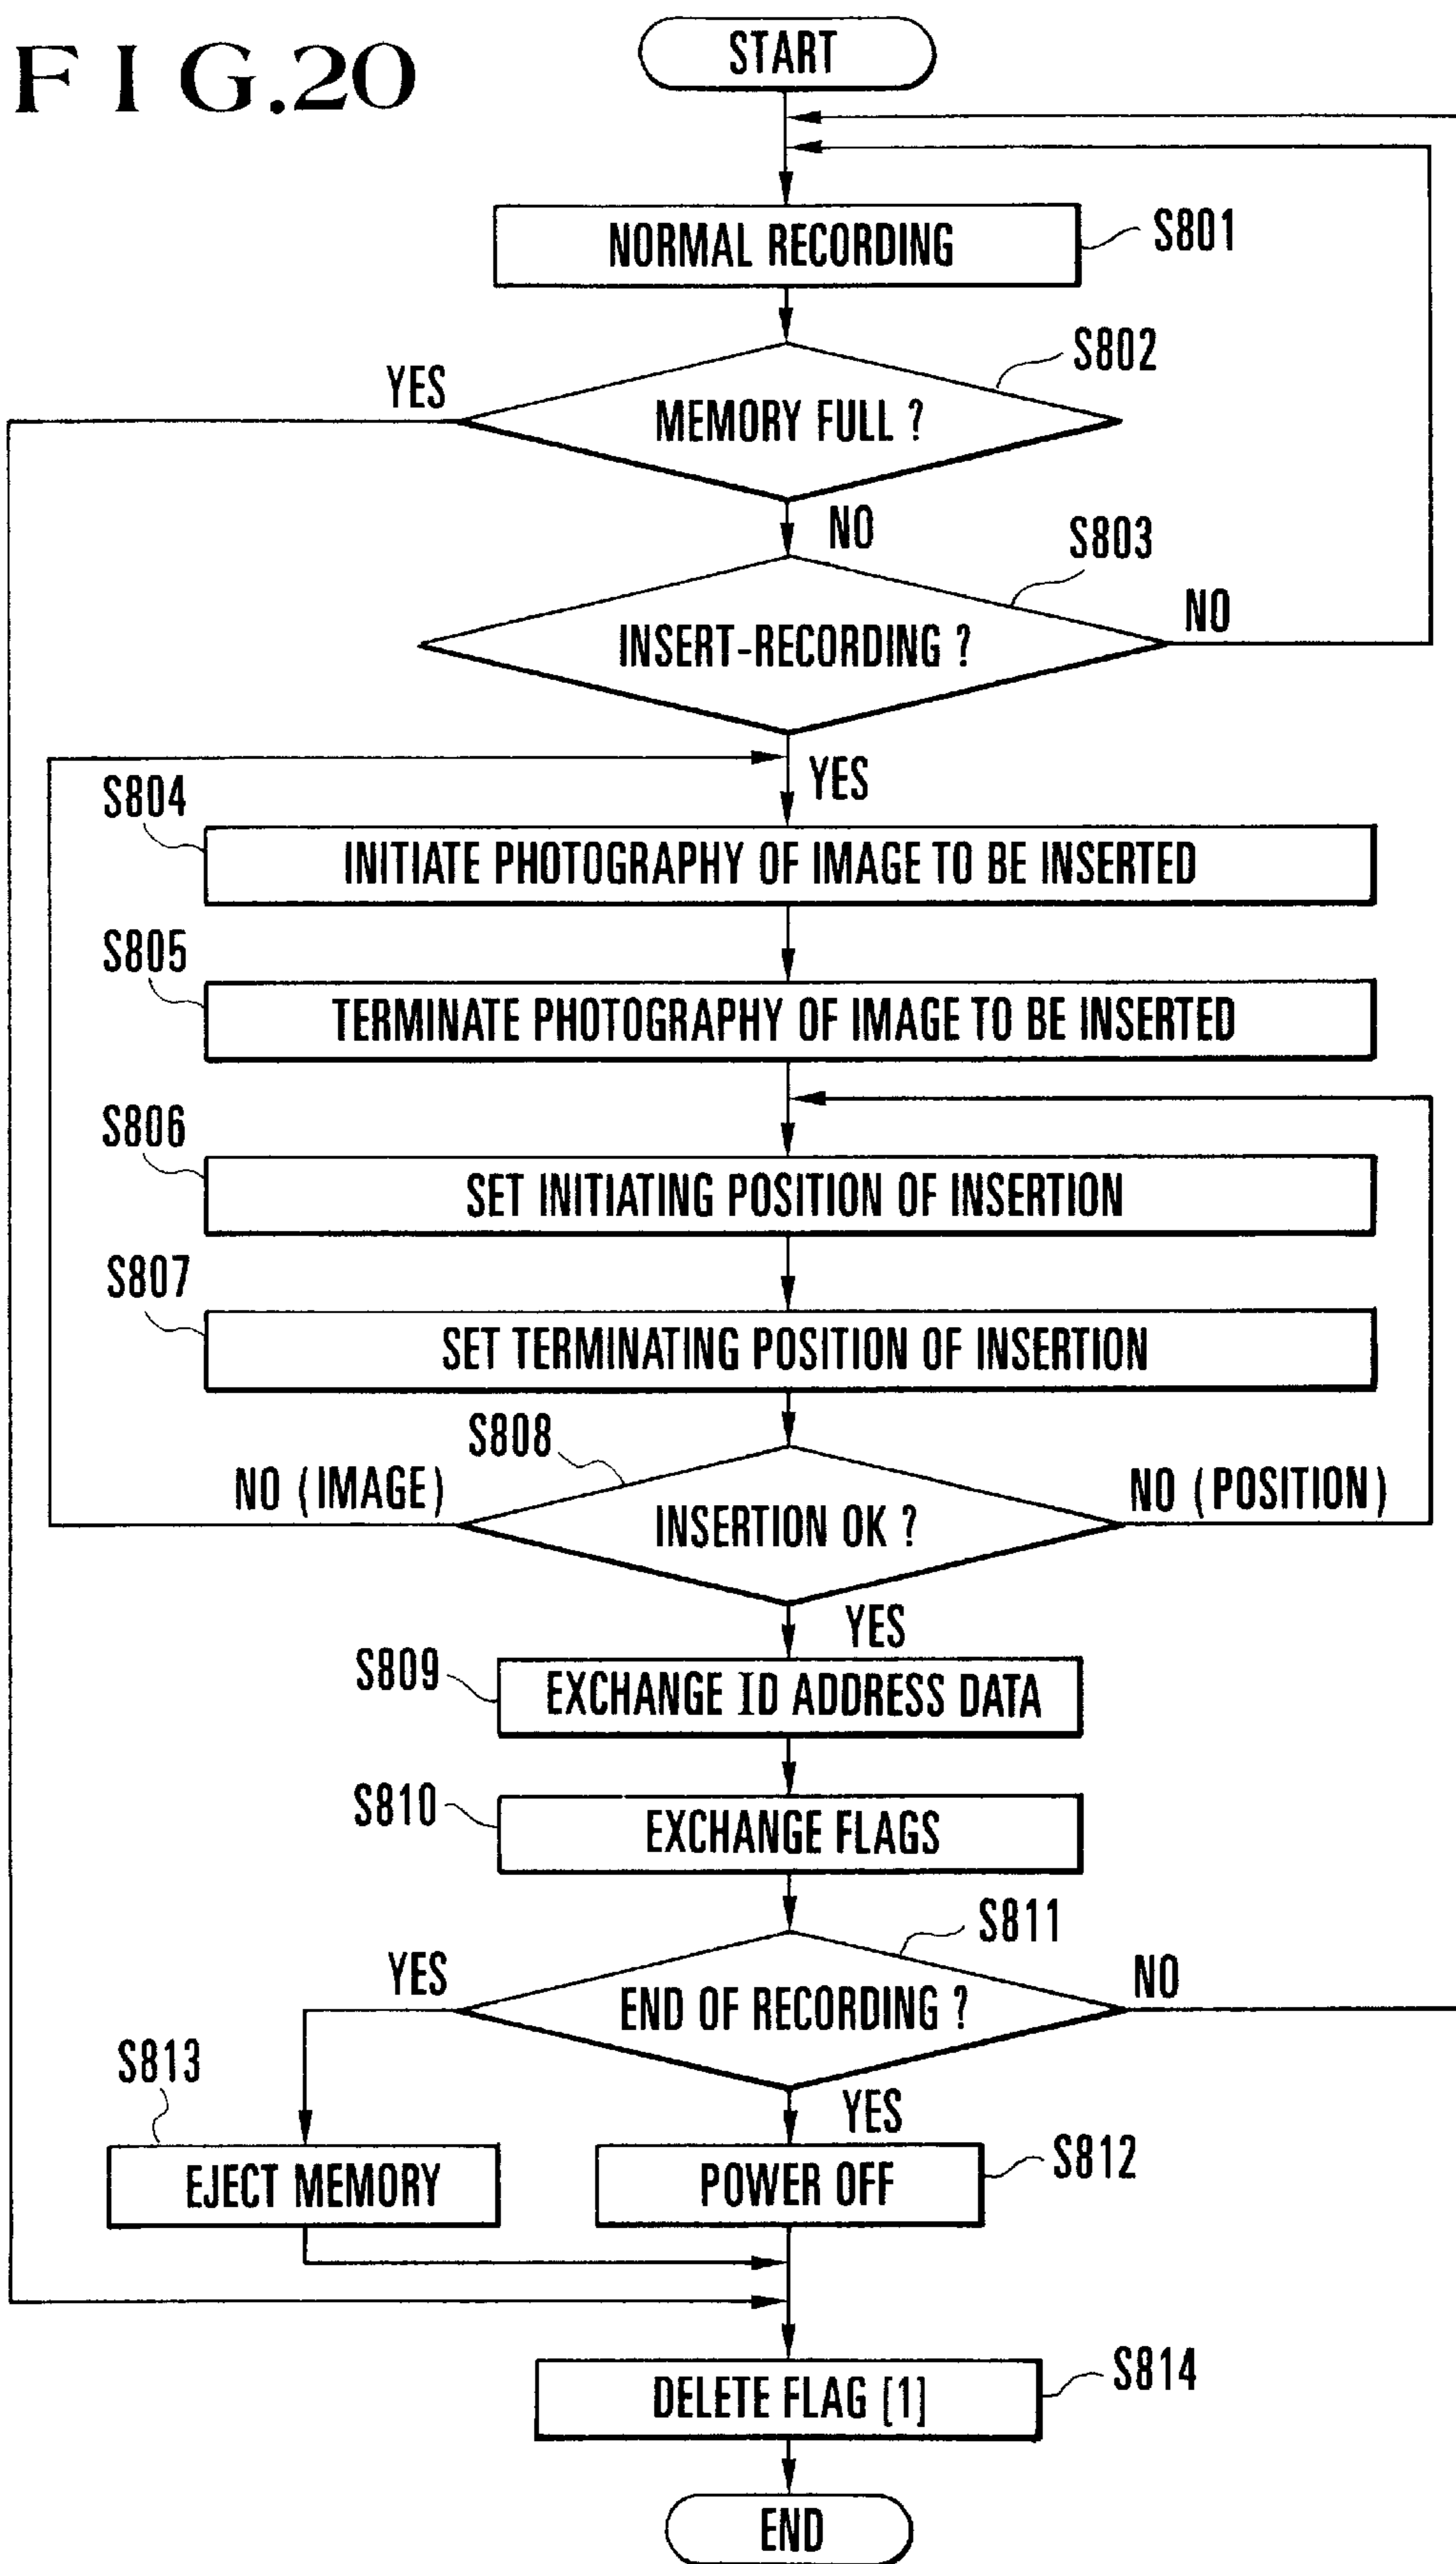 FIG.20
START
NORMAL RECORDING
S801
S802
YES
MEMORY FULL ?
NO
S803
INSERT-RECORDING ?
NO
YES
S804
INITIATE PHOTOGRAPHY OF IMAGE TO BE INSERTED
S805
TERMINATE PHOTOGRAPHY OF IMAGE TO BE INSERTED
S806
SET INITIATING POSITION OF INSERTION
S807
SET TERMINATING POSITION OF INSERTION
S808
NO (IMAGE)
INSERTION OK ?
NO (POSITION)
YES
S809
EXCHANGE ID ADDRESS DATA
S810
EXCHANGE FLAGS
S811
YES
END OF RECORDING ?
NO
S813
YES
EJECT MEMORY
POWER OFF
S812
DELETE FLAG [1]
S814
END